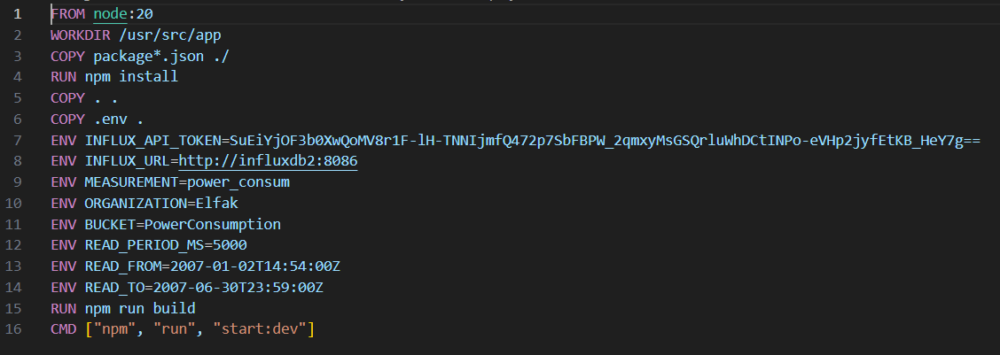 1 FROM node:20
2 WORKDIR /usr/src/app
3 COPY package*.json ./
4 RUN npm install
5 COPY . .
6 COPY .env .
7 ENV INFLUX_API_TOKEN=SuEiYjOF3b0XwQoMV8r1F-lH-TNNIjmfQ472p7SbFBPW_2qmxyMsGSQrluWhDCtINPo-eVHp2jyfEtKB_HeY7g==
8 ENV INFLUX_URL=http://influxdb2:8086
9 ENV MEASUREMENT=power_consum
10 ENV ORGANIZATION=Elfak
11 ENV BUCKET=PowerConsumption
12 ENV READ_PERIOD_MS=5000
13 ENV READ_FROM=2007-01-02T14:54:00Z
14 ENV READ_TO=2007-06-30T23:59:00Z
15 RUN npm run build
16 CMD ["npm", "run", "start:dev"]